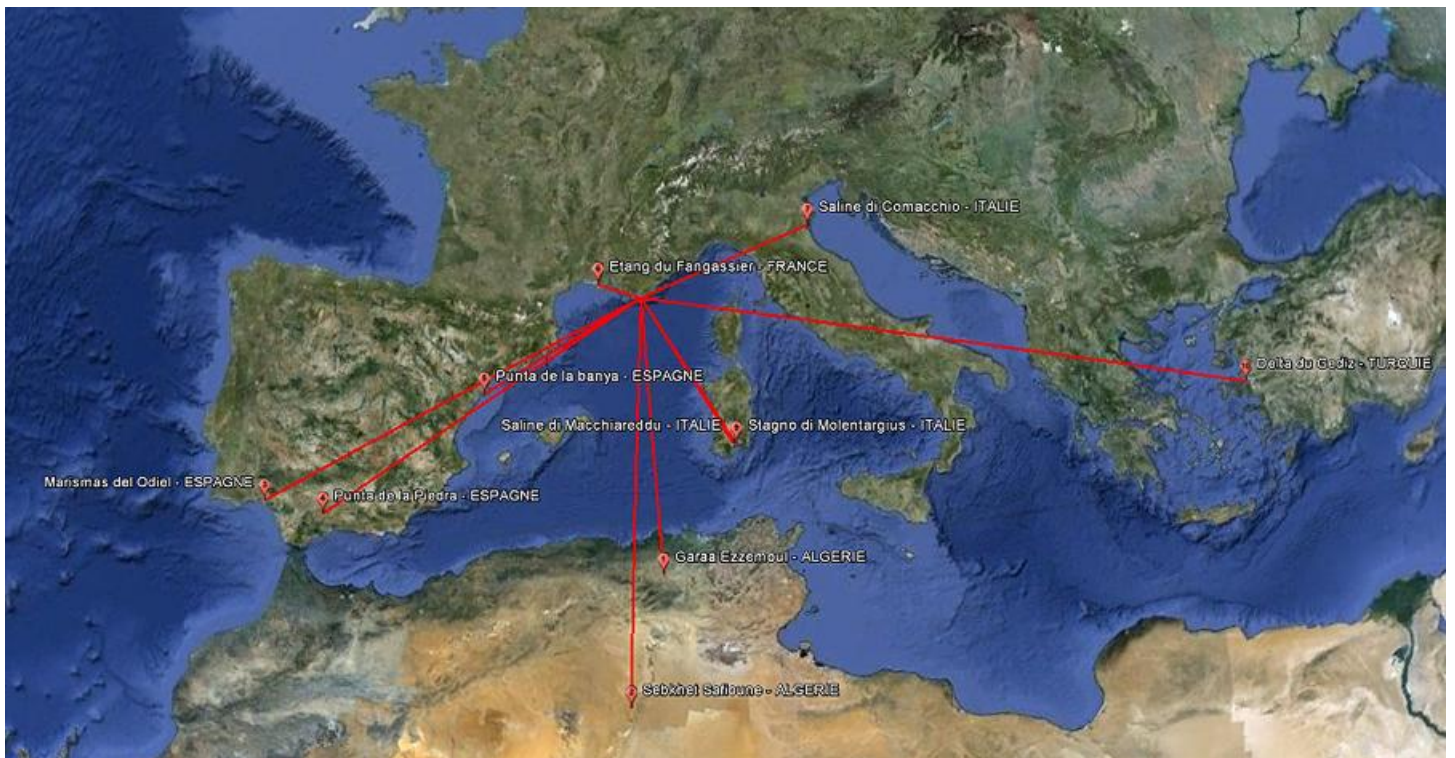 Saline di Comacchio - ITALIE
Etang du Fangassier - FRANCE
Delta du Gediz - TURQUIE
Punta de la banya - ESPAGNE
Saline di Macchiareddu - ITALIE
Stagno di Molentargius - ITALIE
Marismas del Odiel - ESPAGNE
Punta de la Piedra - ESPAGNE
Garaa Ezzemoul - ALGERIE
Sebkhet Safioune - ALGERIE